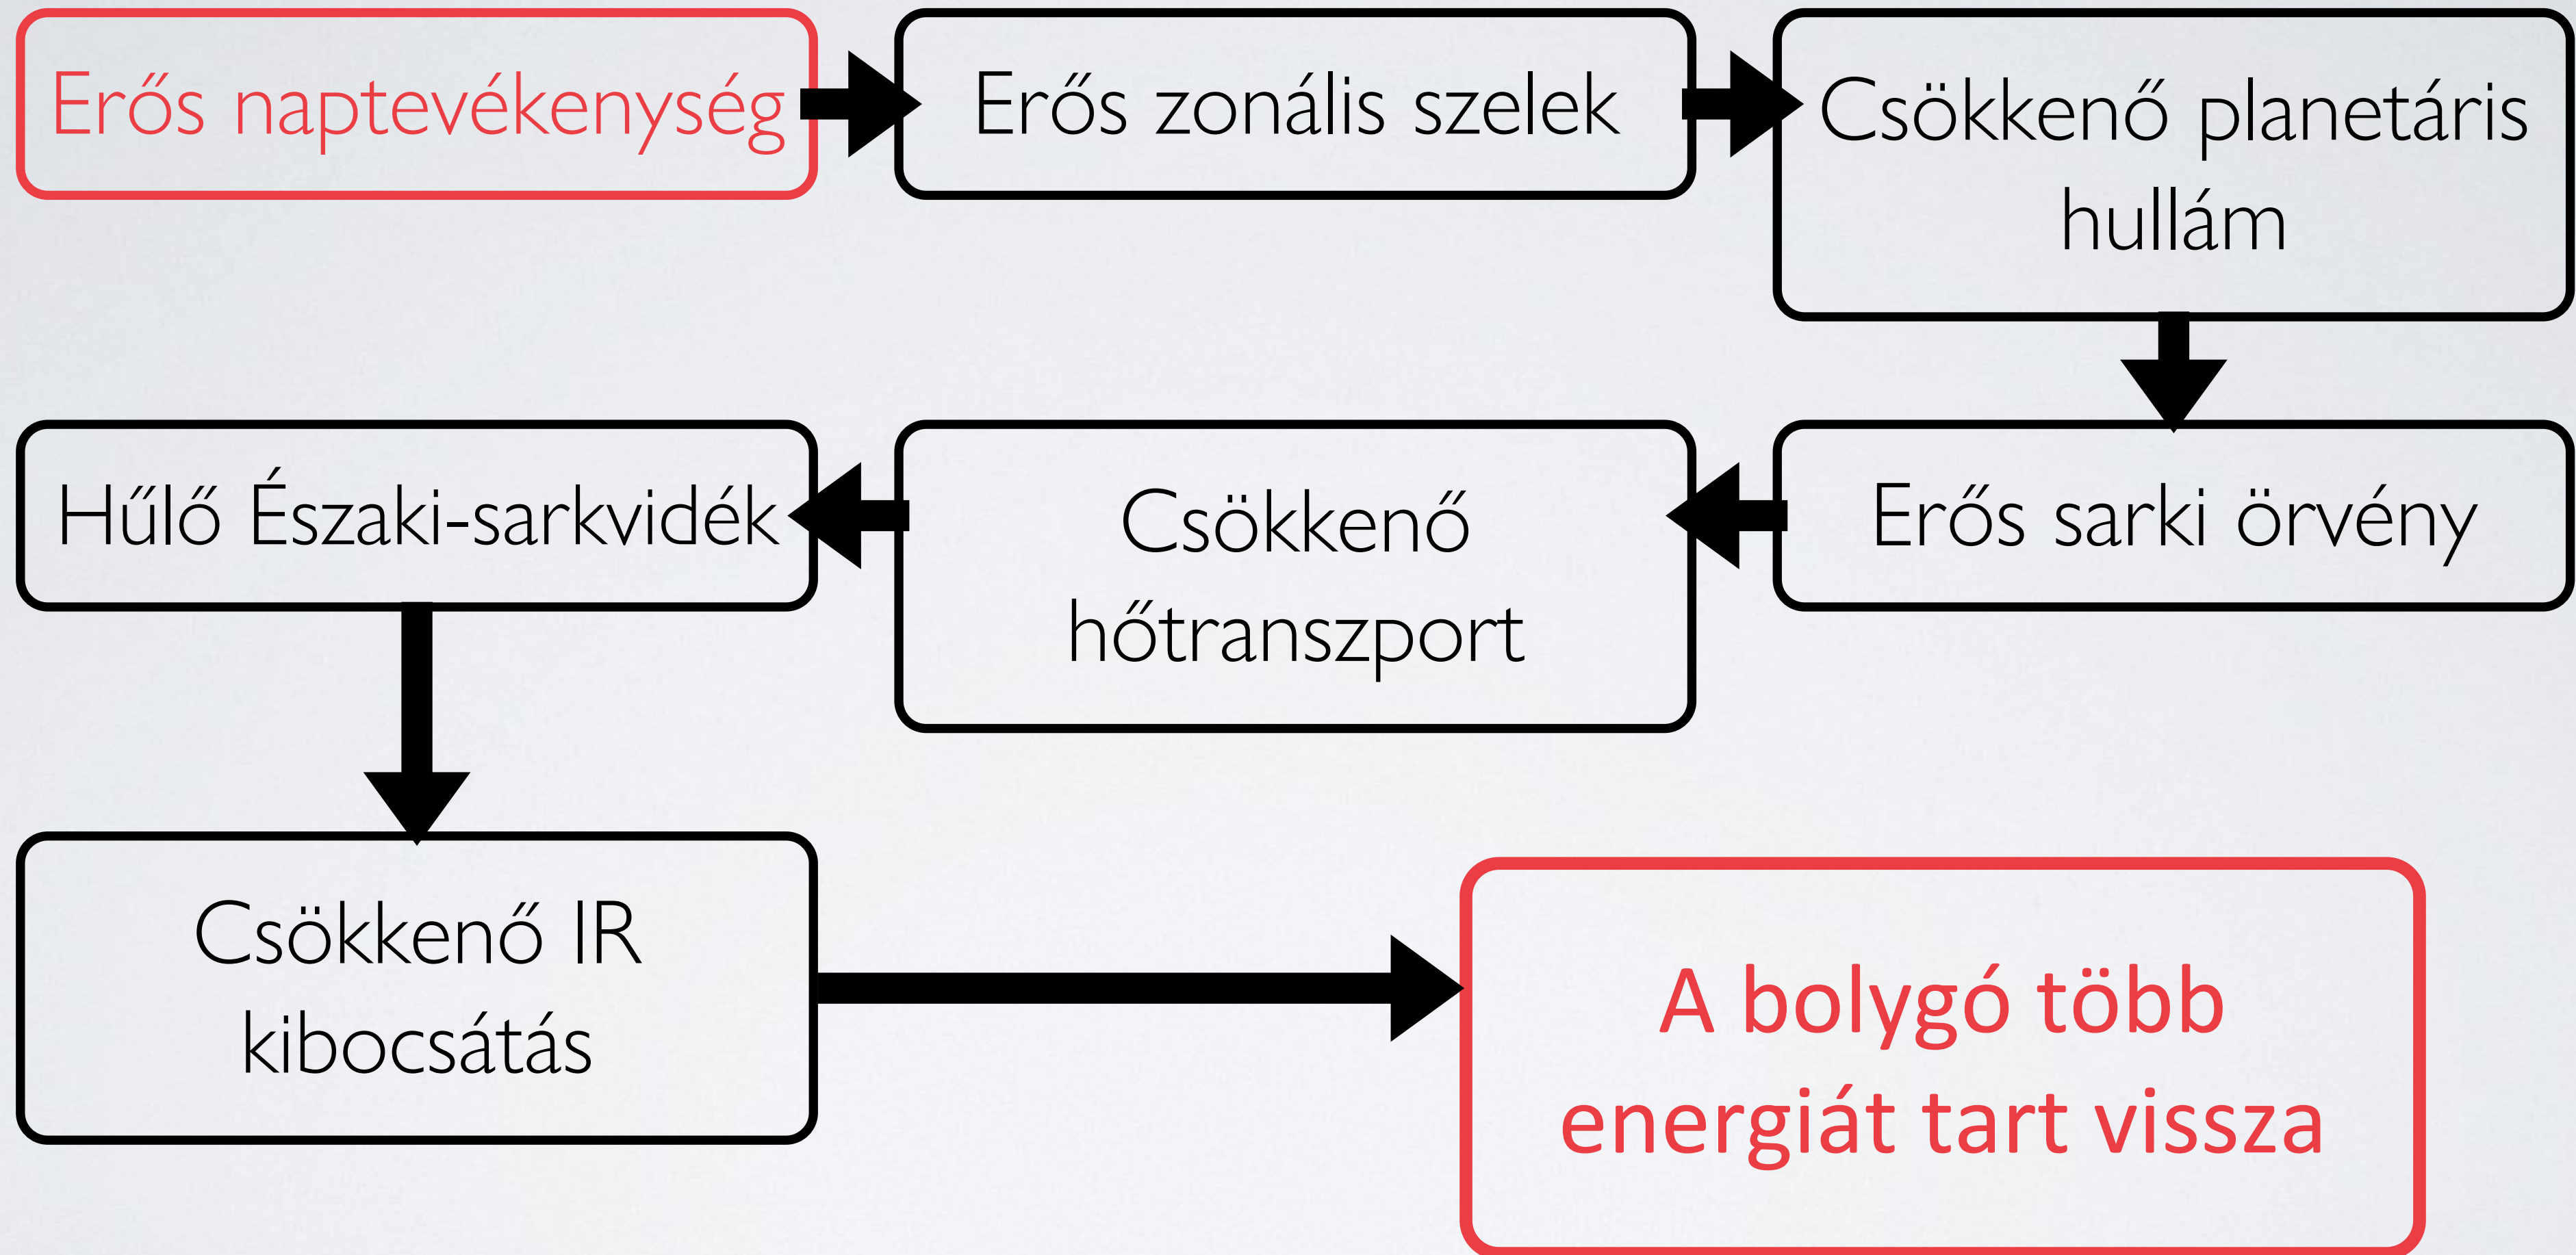 Erős naptevékenység
Erős zonális szelek
Csökkenő planetáris
hullám
Erős sarki örvény
Csökkenő
hőtranszport
Hűlő Északi-sarkvidék
Csökkenő IR
kibocsátás
A bolygó több
energiát tart vissza